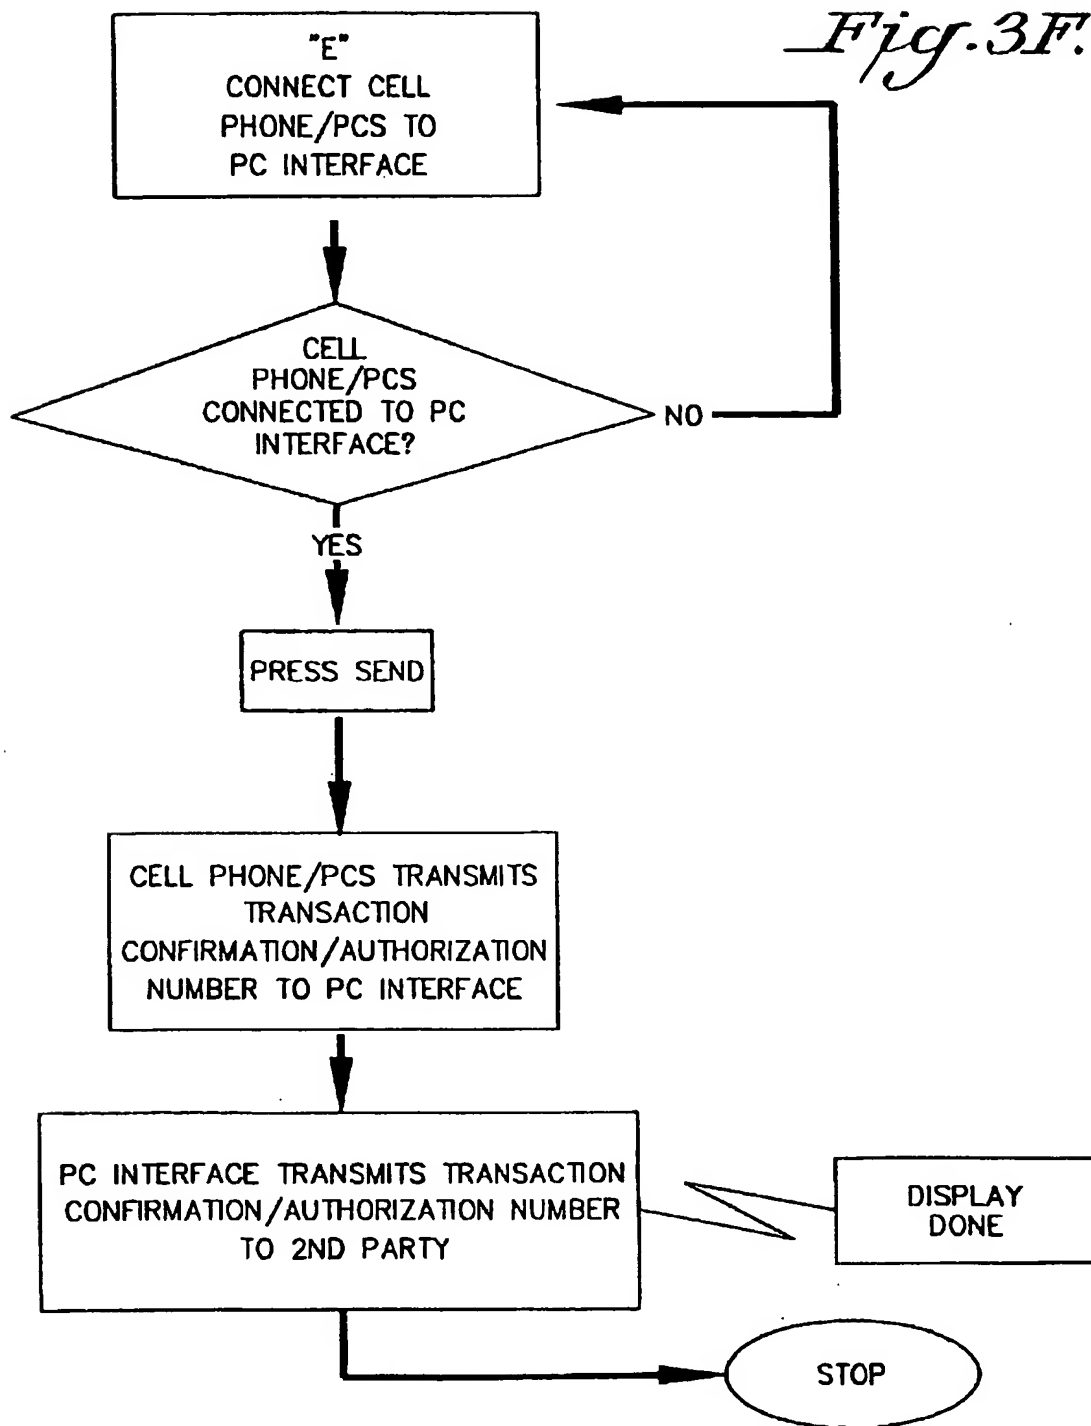 Fig. 3F.
"E"
CONNECT CELL
PHONE/PCS TO
PC INTERFACE
CELL
PHONE/PCS
CONNECTED TO PC
INTERFACE?
NO
YES
PRESS SEND
CELL PHONE/PCS TRANSMITS
TRANSACTION
CONFIRMATION/AUTHORIZATION
NUMBER TO PC INTERFACE
PC INTERFACE TRANSMITS TRANSACTION
CONFIRMATION/AUTHORIZATION NUMBER
TO 2ND PARTY
DISPLAY
DONE
STOP